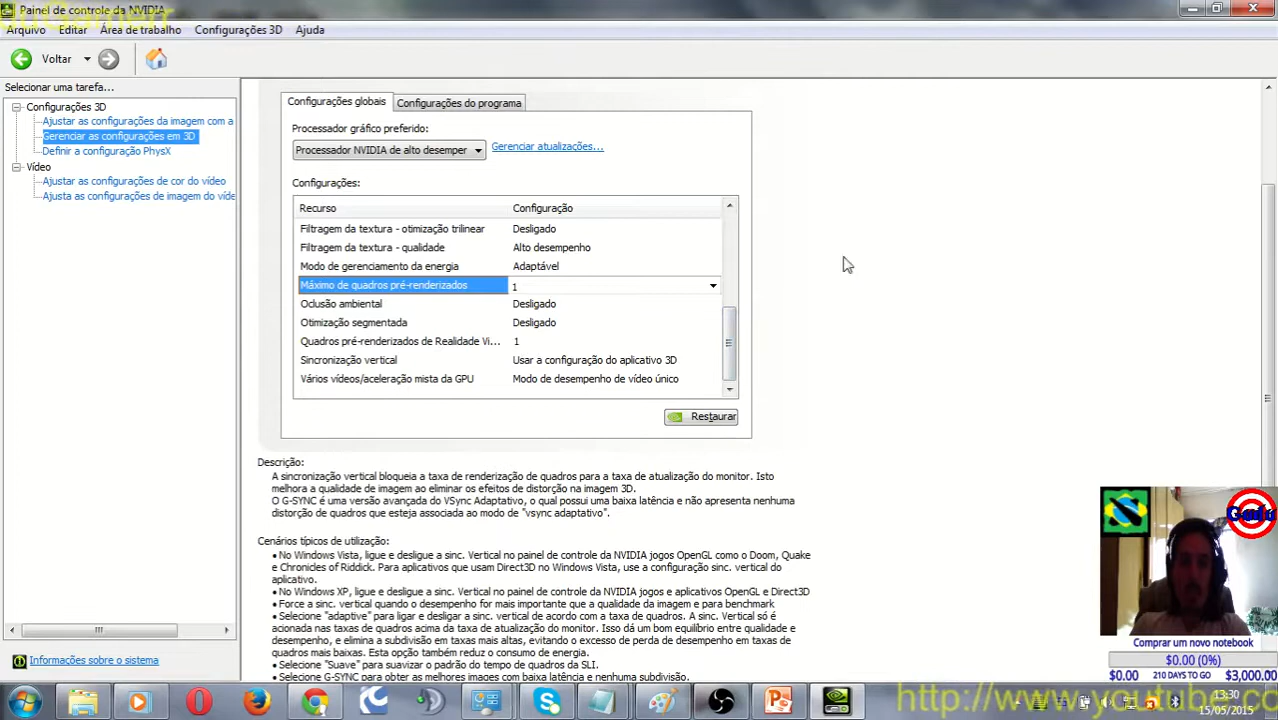 Painel de controle da NVIDIA
Arquivo Editar Área de trabalho Configurações 3D Ajuda
Voltar
Selecionar uma tarefa...
Configurações 3D
Ajustar as configurações da imagem com a
Gerenciar as configurações em 3D
Definir a configuração PhysX
Vídeo
Ajustar as configurações de cor do vídeo
Ajusta as configurações de imagem do víde
Informações sobre o sistema
Configurações globais Configurações do programa
Processador gráfico preferido:
Processador NVIDIA de alto desemper Gerenciar atualizações...
Configurações:
Recurso Configuração
Filtragem da textura - otimização trilinear Desligado
Filtragem da textura - qualidade Alto desempenho
Modo de gerenciamento da energia Adaptável
Máximo de quadros pré-renderizados 1
Oclusão ambiental Desligado
Otimização segmentada Desligado
Quadros pré-renderizados de Realidade Vi... 1
Sincronização vertical Usar a configuração do aplicativo 3D
Vários vídeos/aceleração mista da GPU Modo de desempenho de vídeo único
Restaurar
Descrição:
A sincronização vertical bloqueia a taxa de renderização de quadros para a taxa de atualização do monitor. Isto
melhora a qualidade de imagem ao eliminar os efeitos de distorção na imagem 3D.
O G-SYNC é uma versão avançada do VSync Adaptativo, o qual possui uma baixa latência e não apresenta nenhuma
distorção de quadros que esteja associada ao modo de "vsync adaptativo".
Cenários típicos de utilização:
• No Windows Vista, ligue e desligue a sinc. Vertical no painel de controle da NVIDIA jogos OpenGL como o Doom, Quake
e Chronicles of Riddick. Para aplicativos que usam Direct3D no Windows Vista, use a configuração sinc. vertical do
aplicativo.
• No Windows XP, ligue e desligue a sinc. Vertical no painel de controle da NVIDIA jogos e aplicativos OpenGL e Direct3D
• Force a sinc. vertical quando o desempenho for mais importante que a qualidade da imagem e para benchmark
• Selecione "adaptive" para ligar e desligar a sinc. vertical de acordo com a taxa de quadros. A sinc. Vertical só é
acionada nas taxas de quadros acima da taxa de atualização do monitor. Isso dá um bom equilíbrio entre qualidade e
desempenho, e elimina a subdivisão em taxas mais altas, evitando o excesso de perda de desempenho em taxas de
quadros mais baixas. Esta opção também reduz o consumo de energia.
• Selecione "Suave" para suavizar o padrão do tempo de quadros da SLI.
• Selecione G-SYNC para obter as melhores imagens com baixa latência e nenhuma subdivisão.
Comprar um novo notebook
$0.00 (0%)
$0.00 210 DAYS TO GO $3,000.00
http://www.youtube.co
13:30
15/05/2015